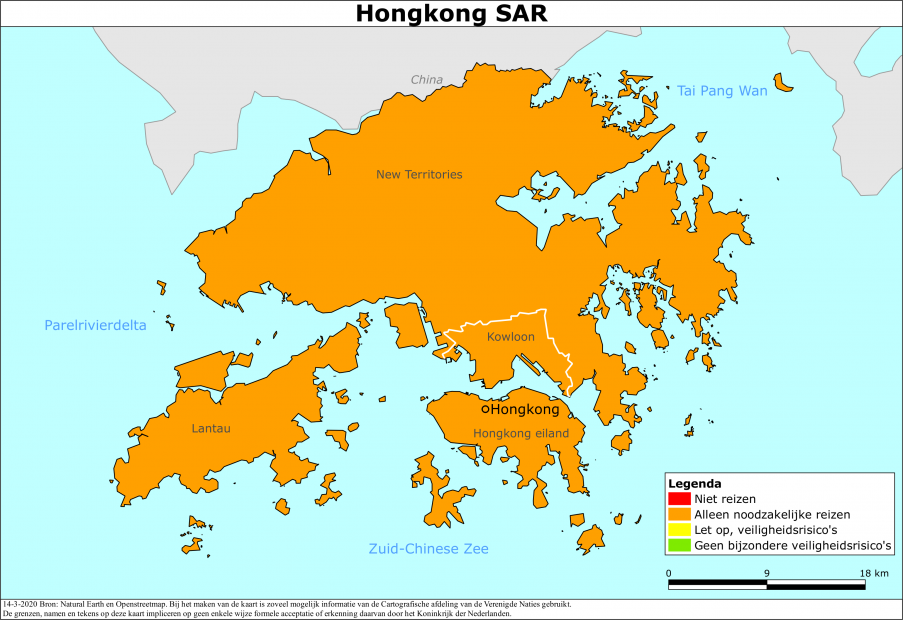 Hongkong SAR
China
Tai Pang Wan
New Territories
Parelrivierdelta
Kowloon
Hongkong
Lantau
Hongkong eiland
Zuid-Chinese Zee
Legenda
Niet reizen
Alleen noodzakelijke reizen
Let op, veiligheidsrisico's
Geen bijzondere veiligheidsrisico's
0 9 18 km
14-3-2020 Bron: Natural Earth en Openstreetmap. Bij het maken van de kaart is zoveel mogelijk informatie van de Cartografische afdeling van de Verenigde Naties gebruikt.
De grenzen, namen en tekens op deze kaart impliceren op geen enkele wijze formele acceptatie of erkenning daarvan door het Koninkrijk der Nederlanden.